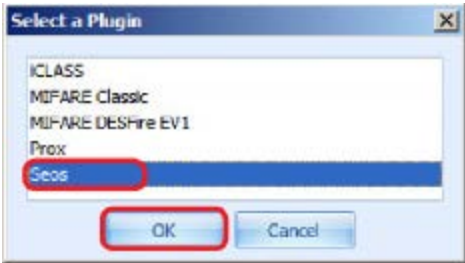 Select a Plugin
iCLASS
MIFARE Classic
MIFARE DESFire EV1
Prox
Seos
OK Cancel